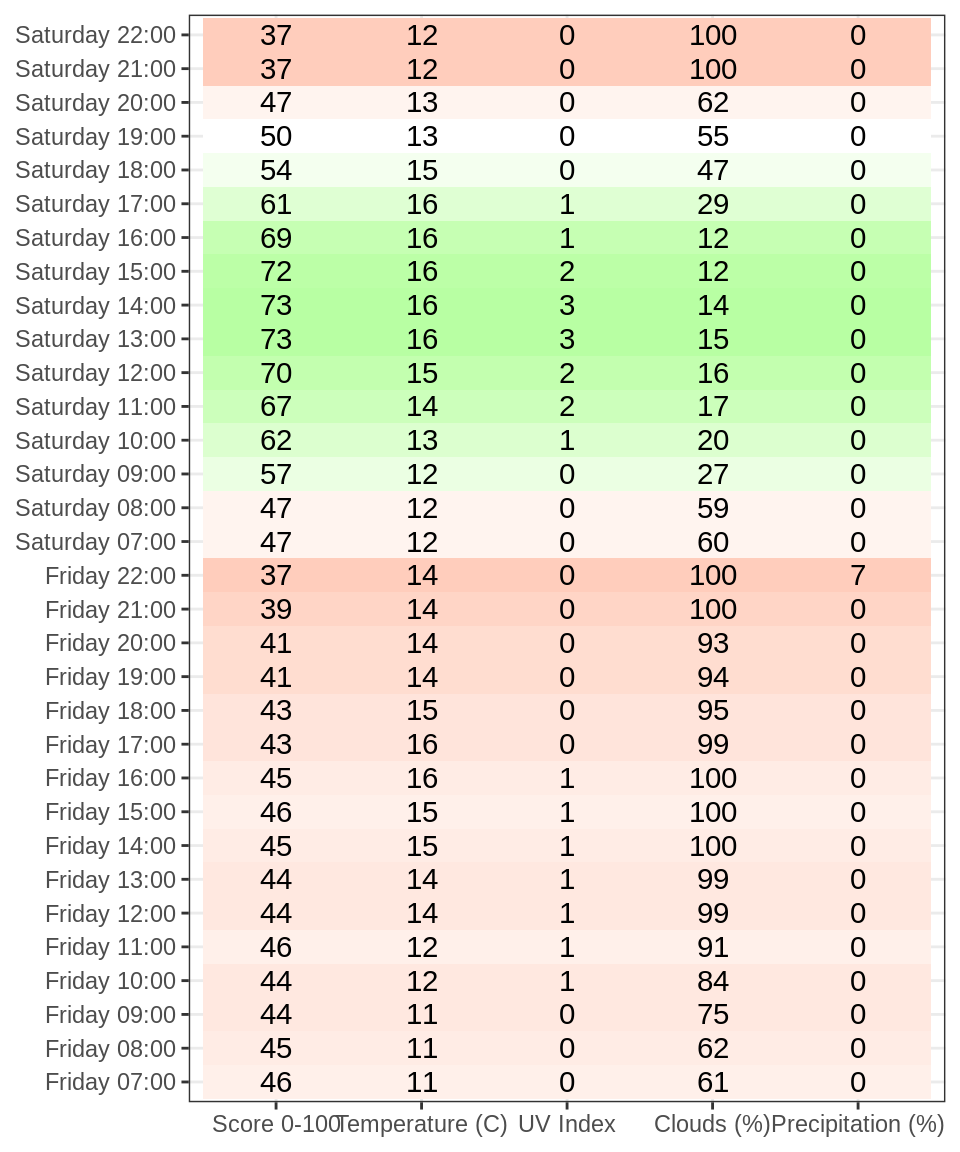 Saturday 22:00 37 12 0 100 0
Saturday 21:00 37 12 0 100 0
Saturday 20:00 47 13 0 62 0
Saturday 19:00 50 13 0 55 0
Saturday 18:00 54 15 0 47 0
Saturday 17:00 61 16 1 29 0
Saturday 16:00 69 16 1 12 0
Saturday 15:00 72 16 2 12 0
Saturday 14:00 73 16 3 14 0
Saturday 13:00 73 16 3 15 0
Saturday 12:00 70 15 2 16 0
Saturday 11:00 67 14 2 17 0
Saturday 10:00 62 13 1 20 0
Saturday 09:00 57 12 0 27 0
Saturday 08:00 47 12 0 59 0
Saturday 07:00 47 12 0 60 0
Friday 22:00 37 14 0 100 7
Friday 21:00 39 14 0 100 0
Friday 20:00 41 14 0 93 0
Friday 19:00 41 14 0 94 0
Friday 18:00 43 15 0 95 0
Friday 17:00 43 16 0 99 0
Friday 16:00 45 16 1 100 0
Friday 15:00 46 15 1 100 0
Friday 14:00 45 15 1 100 0
Friday 13:00 44 14 1 99 0
Friday 12:00 44 14 1 99 0
Friday 11:00 46 12 1 91 0
Friday 10:00 44 12 1 84 0
Friday 09:00 44 11 0 75 0
Friday 08:00 45 11 0 62 0
Friday 07:00 46 11 0 61 0
Score 0-100 Temperature (C) UV Index Clouds (%) Precipitation (%)